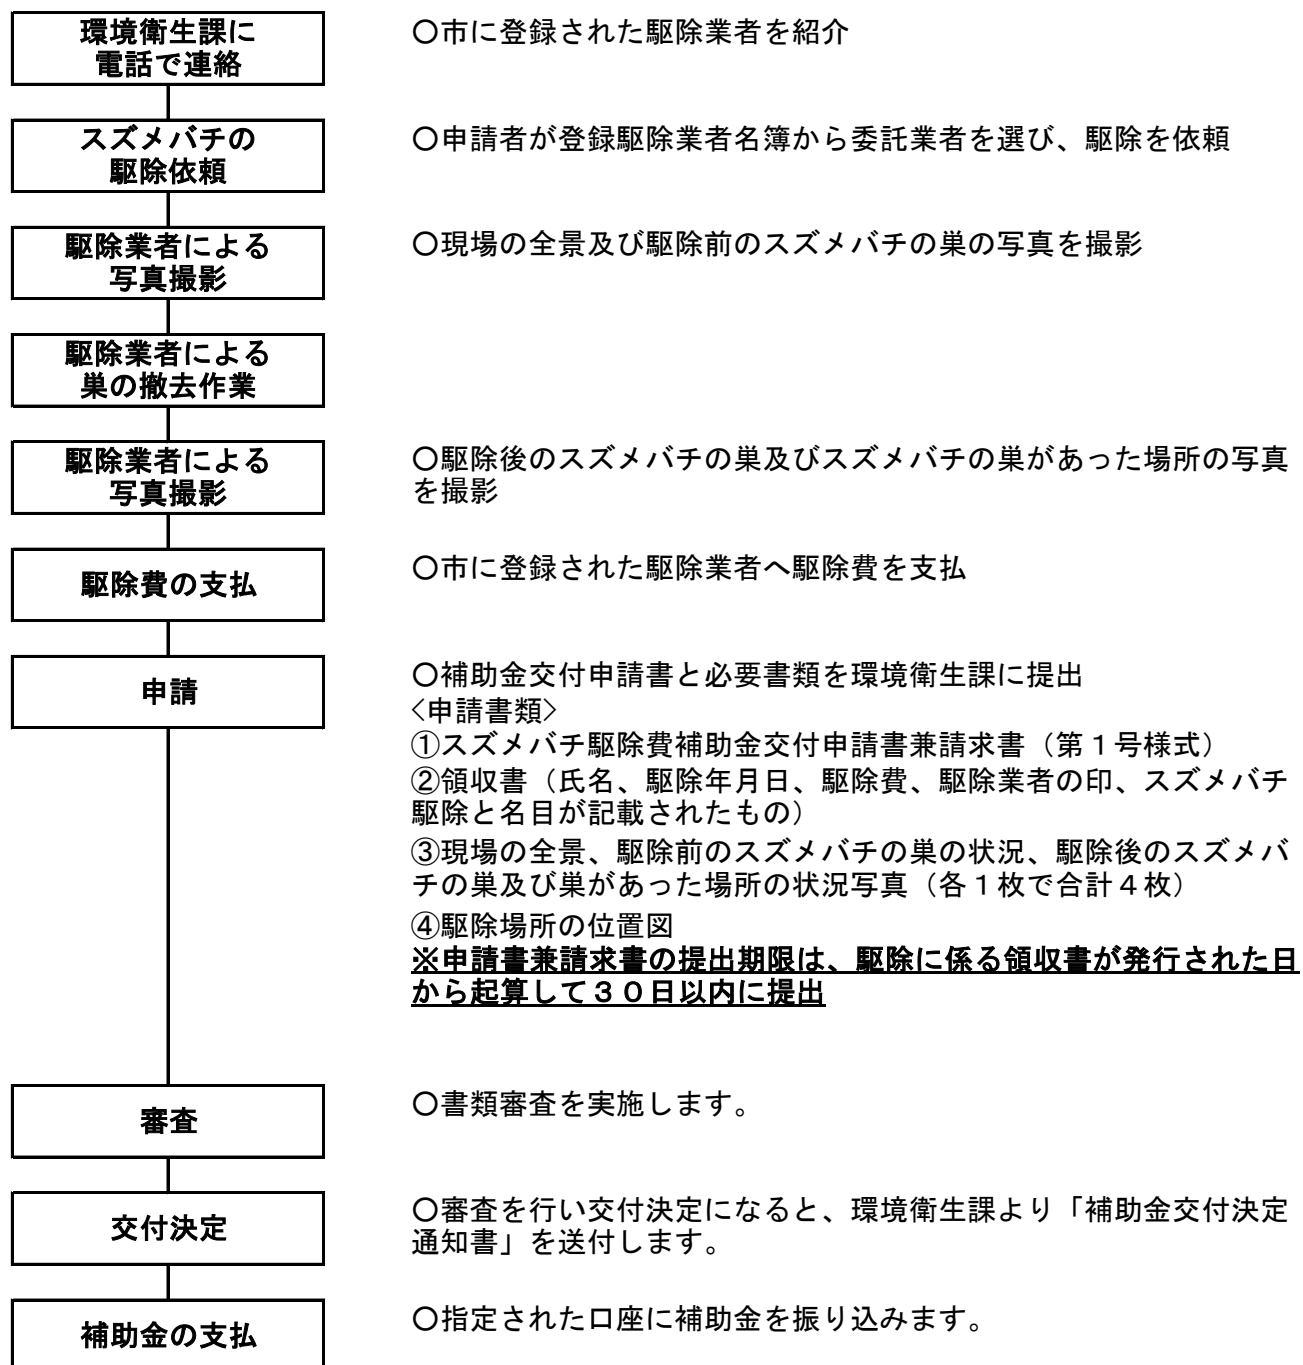 環境衛生課に
電話で連絡
〇市に登録された駆除業者を紹介
スズメバチの
駆除依頼
〇申請者が登録駆除業者名簿から委託業者を選び、駆除を依頼
駆除業者による
写真撮影
〇現場の全景及び駆除前のスズメバチの巣の写真を撮影
駆除業者による
巣の撤去作業
駆除業者による
写真撮影
〇駆除後のスズメバチの巣及びスズメバチの巣があった場所の写真
を撮影
駆除費の支払
〇市に登録された駆除業者へ駆除費を支払
申請
〇補助金交付申請書と必要書類を環境衛生課に提出
<申請書類>
①スズメバチ駆除費補助金交付申請書兼請求書（第１号様式）
②領収書（氏名、駆除年月日、駆除費、駆除業者の印、スズメバチ
駆除と名目が記載されたもの）
③現場の全景、駆除前のスズメバチの巣の状況、駆除後のスズメバ
チの巣及び巣があった場所の状況写真（各１枚で合計４枚）
④駆除場所の位置図
※申請書兼請求書の提出期限は、駆除に係る領収書が発行された日
から起算して３０日以内に提出
審査
〇書類審査を実施します。
交付決定
〇審査を行い交付決定になると、環境衛生課より「補助金交付決定
通知書」を送付します。
補助金の支払
〇指定された口座に補助金を振り込みます。